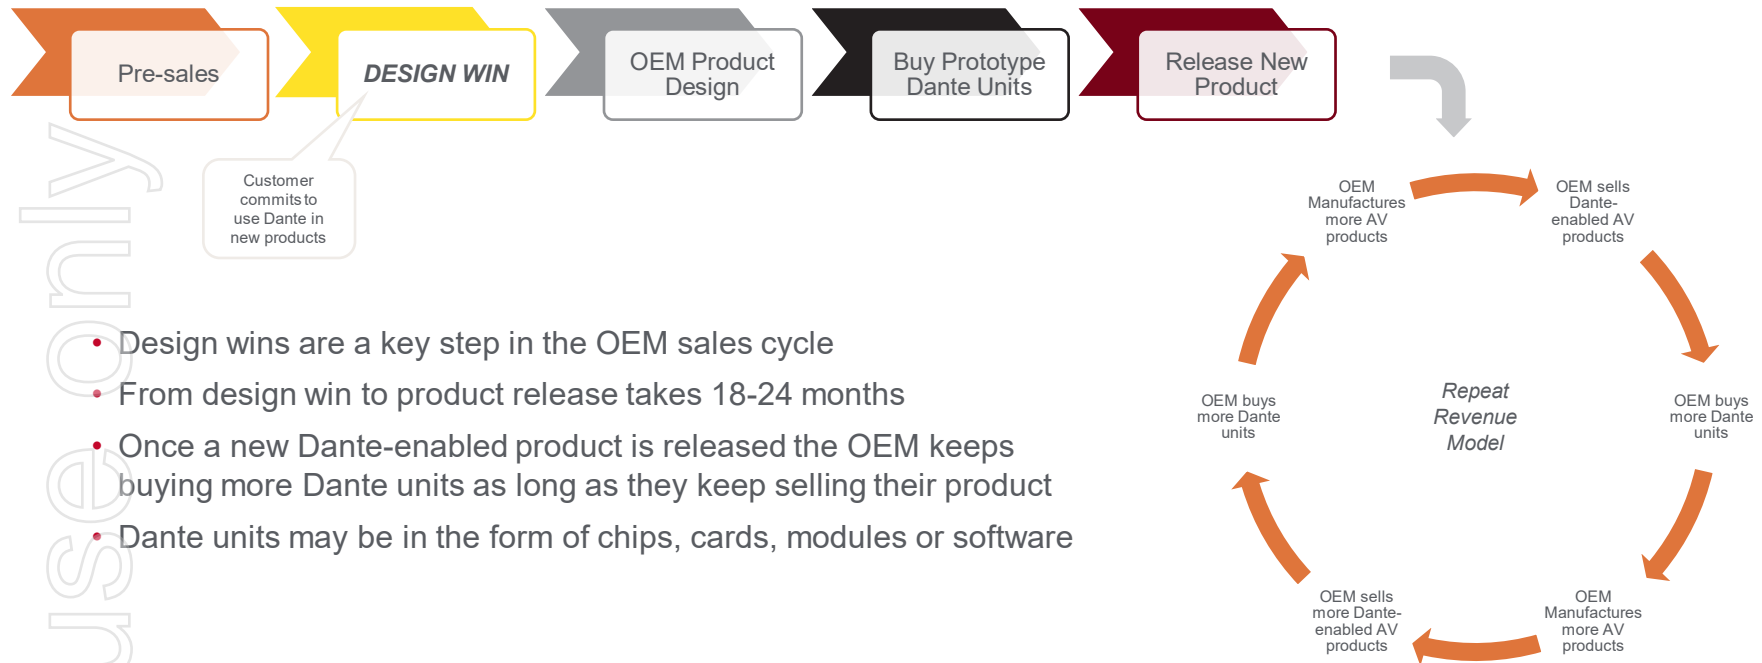 Pre-sales
DESIGN WIN
OEM Product
Design
Buy Prototype
Dante Units
Release New
Product
Customer
commits to
use Dante in
new products
Design wins are a key step in the OEM sales cycle
From design win to product release takes 18-24 months
Once a new Dante-enabled product is released the OEM keeps
buying more Dante units as long as they keep selling their product
Dante units may be in the form of chips, cards, modules or software
OEM
Manufactures
more AV
products
OEM sells
Dante-
enabled AV
products
OEM buys
more Dante
units
OEM
Manufactures
more AV
products
OEM sells
more Dante-
enabled AV
products
OEM buys
more Dante
units
Repeat
Revenue
Model
use only